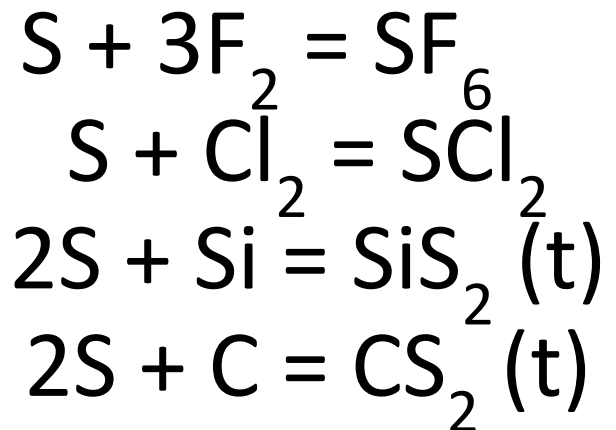 S + 3F₂ = SF₆
S + Cl₂ = SCl₂
2S + Si = SiS₂ (t)
2S + C = CS₂ (t)